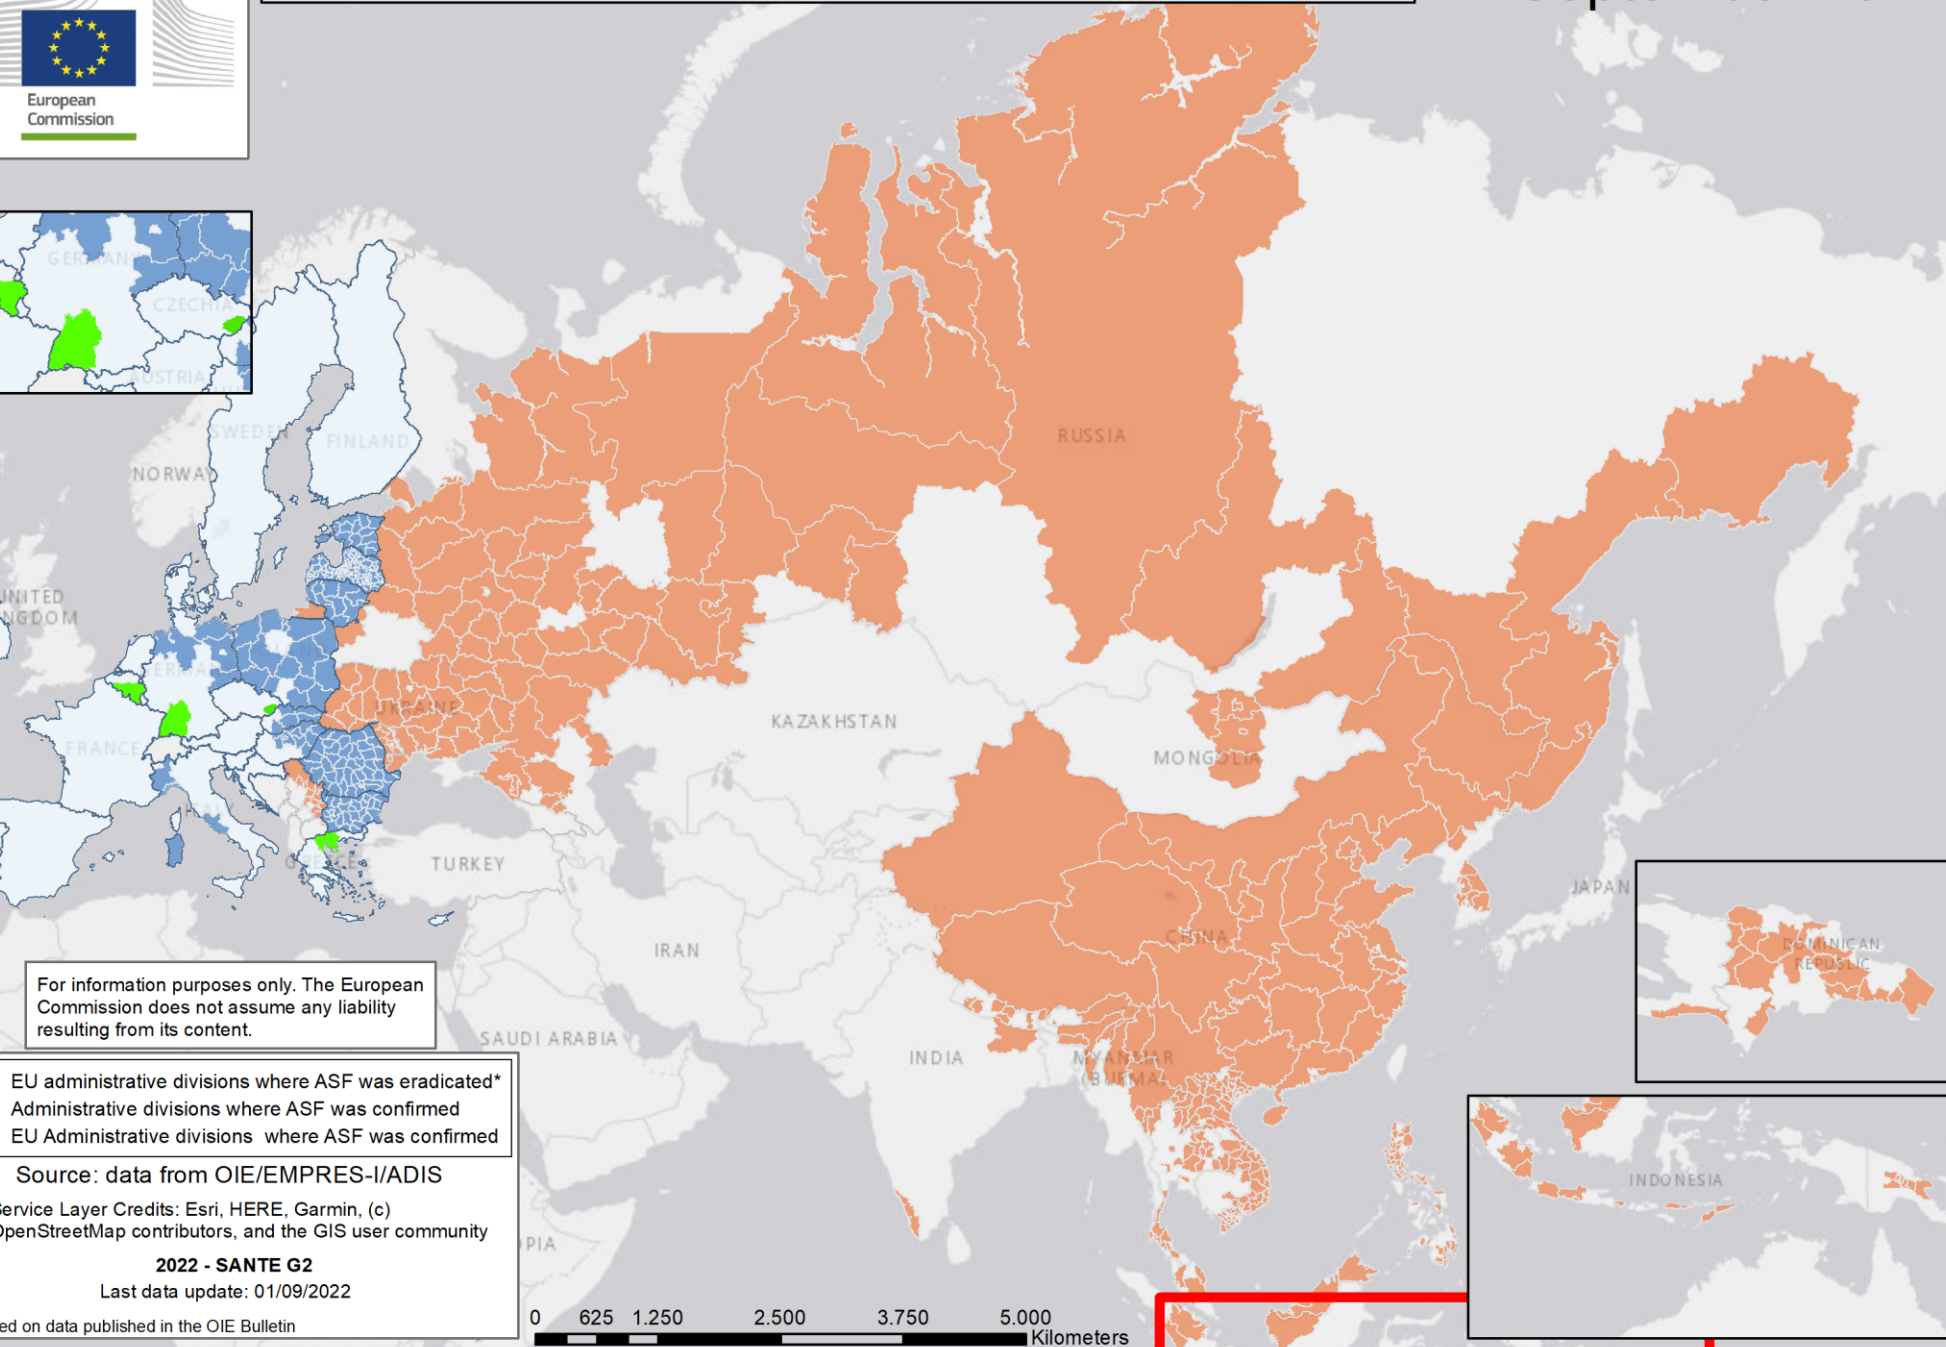 European
Commission
GERMANY
CZECHIA
AUSTRIA
SWEDEN
FINLAND
NORWAY
RUSSIA
UNITED
NGDOM
UKRAINE
KAZAKHSTAN
MONGOLIA
FRANCE
ITALY
GREECE
TURKEY
JAPAN
IRAN
CHINA
DOMINICAN
REPUBLIC
For information purposes only. The European
Commission does not assume any liability
resulting from its content.
SAUDI ARABIA
INDIA
MYANMAR
(BURMA)
EU administrative divisions where ASF was eradicated*
Administrative divisions where ASF was confirmed
EU Administrative divisions where ASF was confirmed
Source: data from OIE/EMPRES-I/ADIS
Service Layer Credits: Esri, HERE, Garmin, (c)
OpenStreetMap contributors, and the GIS user community
2022 - SANTE G2
Last data update: 01/09/2022
ed on data published in the OIE Bulletin
PIA
INDONESIA
0 625 1.250 2.500 3.750 5.000
Kilometers